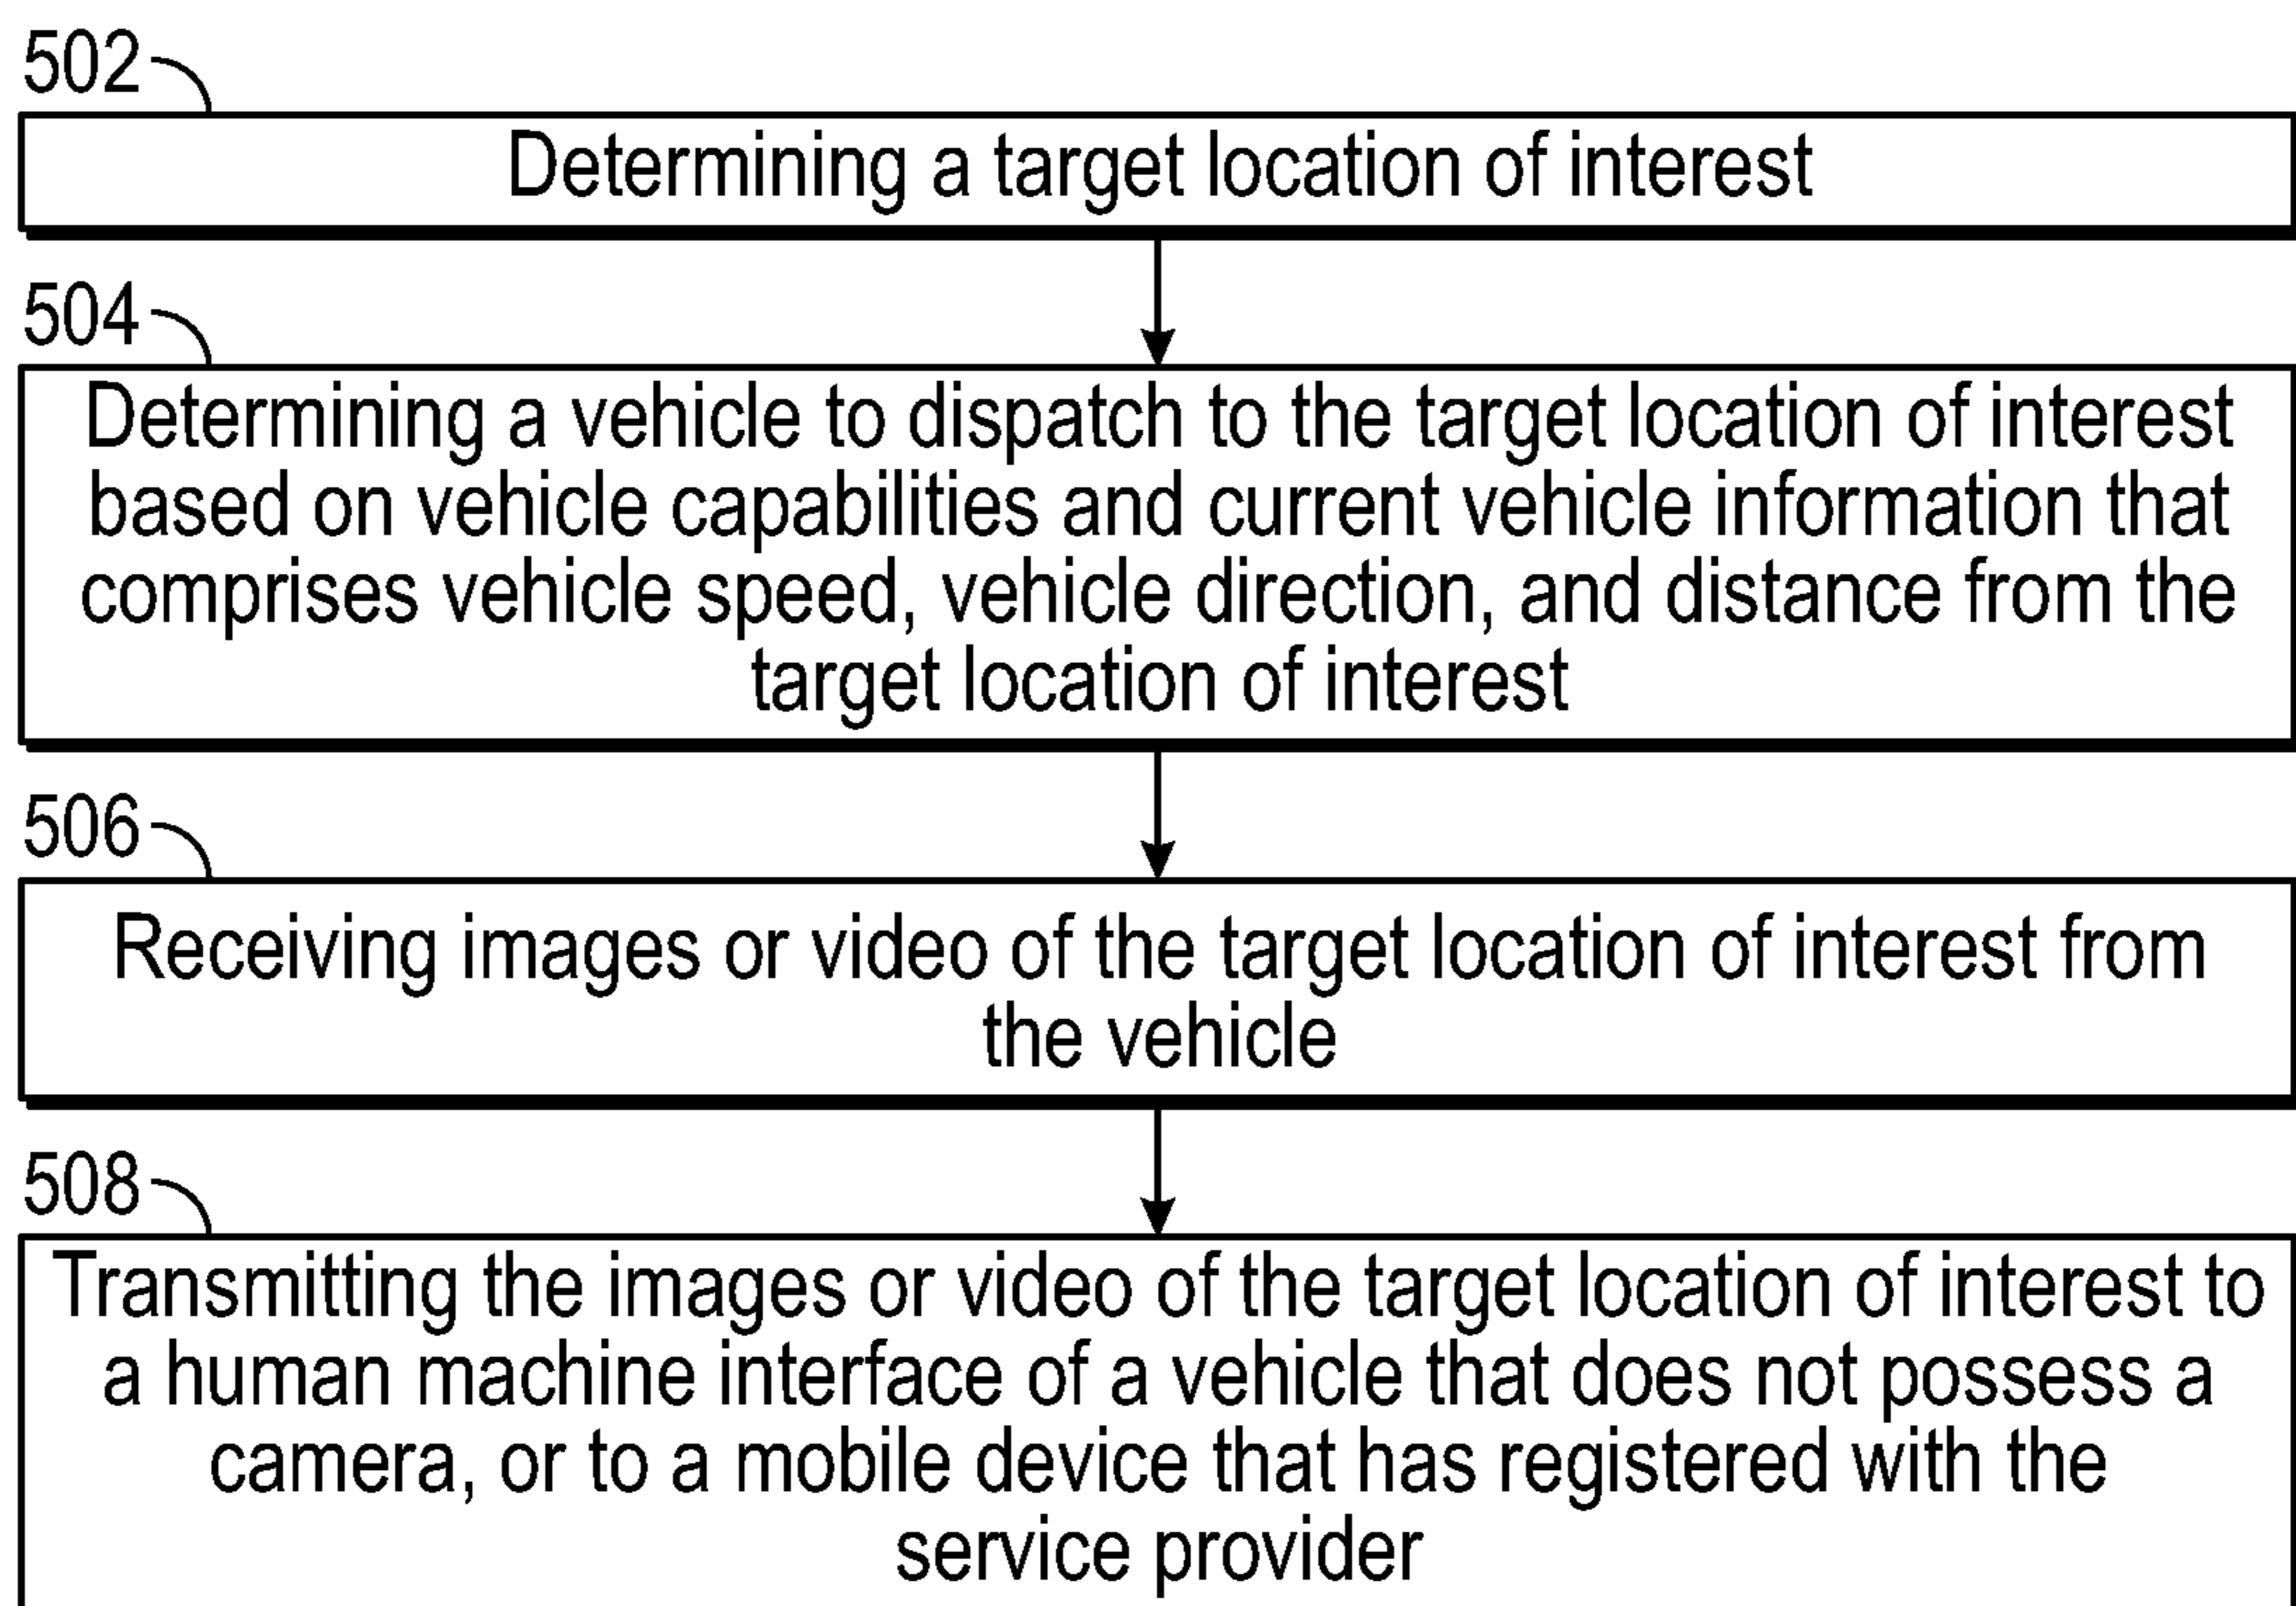 502
Determining a target location of interest
504
Determining a vehicle to dispatch to the target location of interest
based on vehicle capabilities and current vehicle information that
comprises vehicle speed, vehicle direction, and distance from the
target location of interest
506
Receiving images or video of the target location of interest from
the vehicle
508
Transmitting the images or video of the target location of interest to
a human machine interface of a vehicle that does not possess a
camera, or to a mobile device that has registered with the
service provider